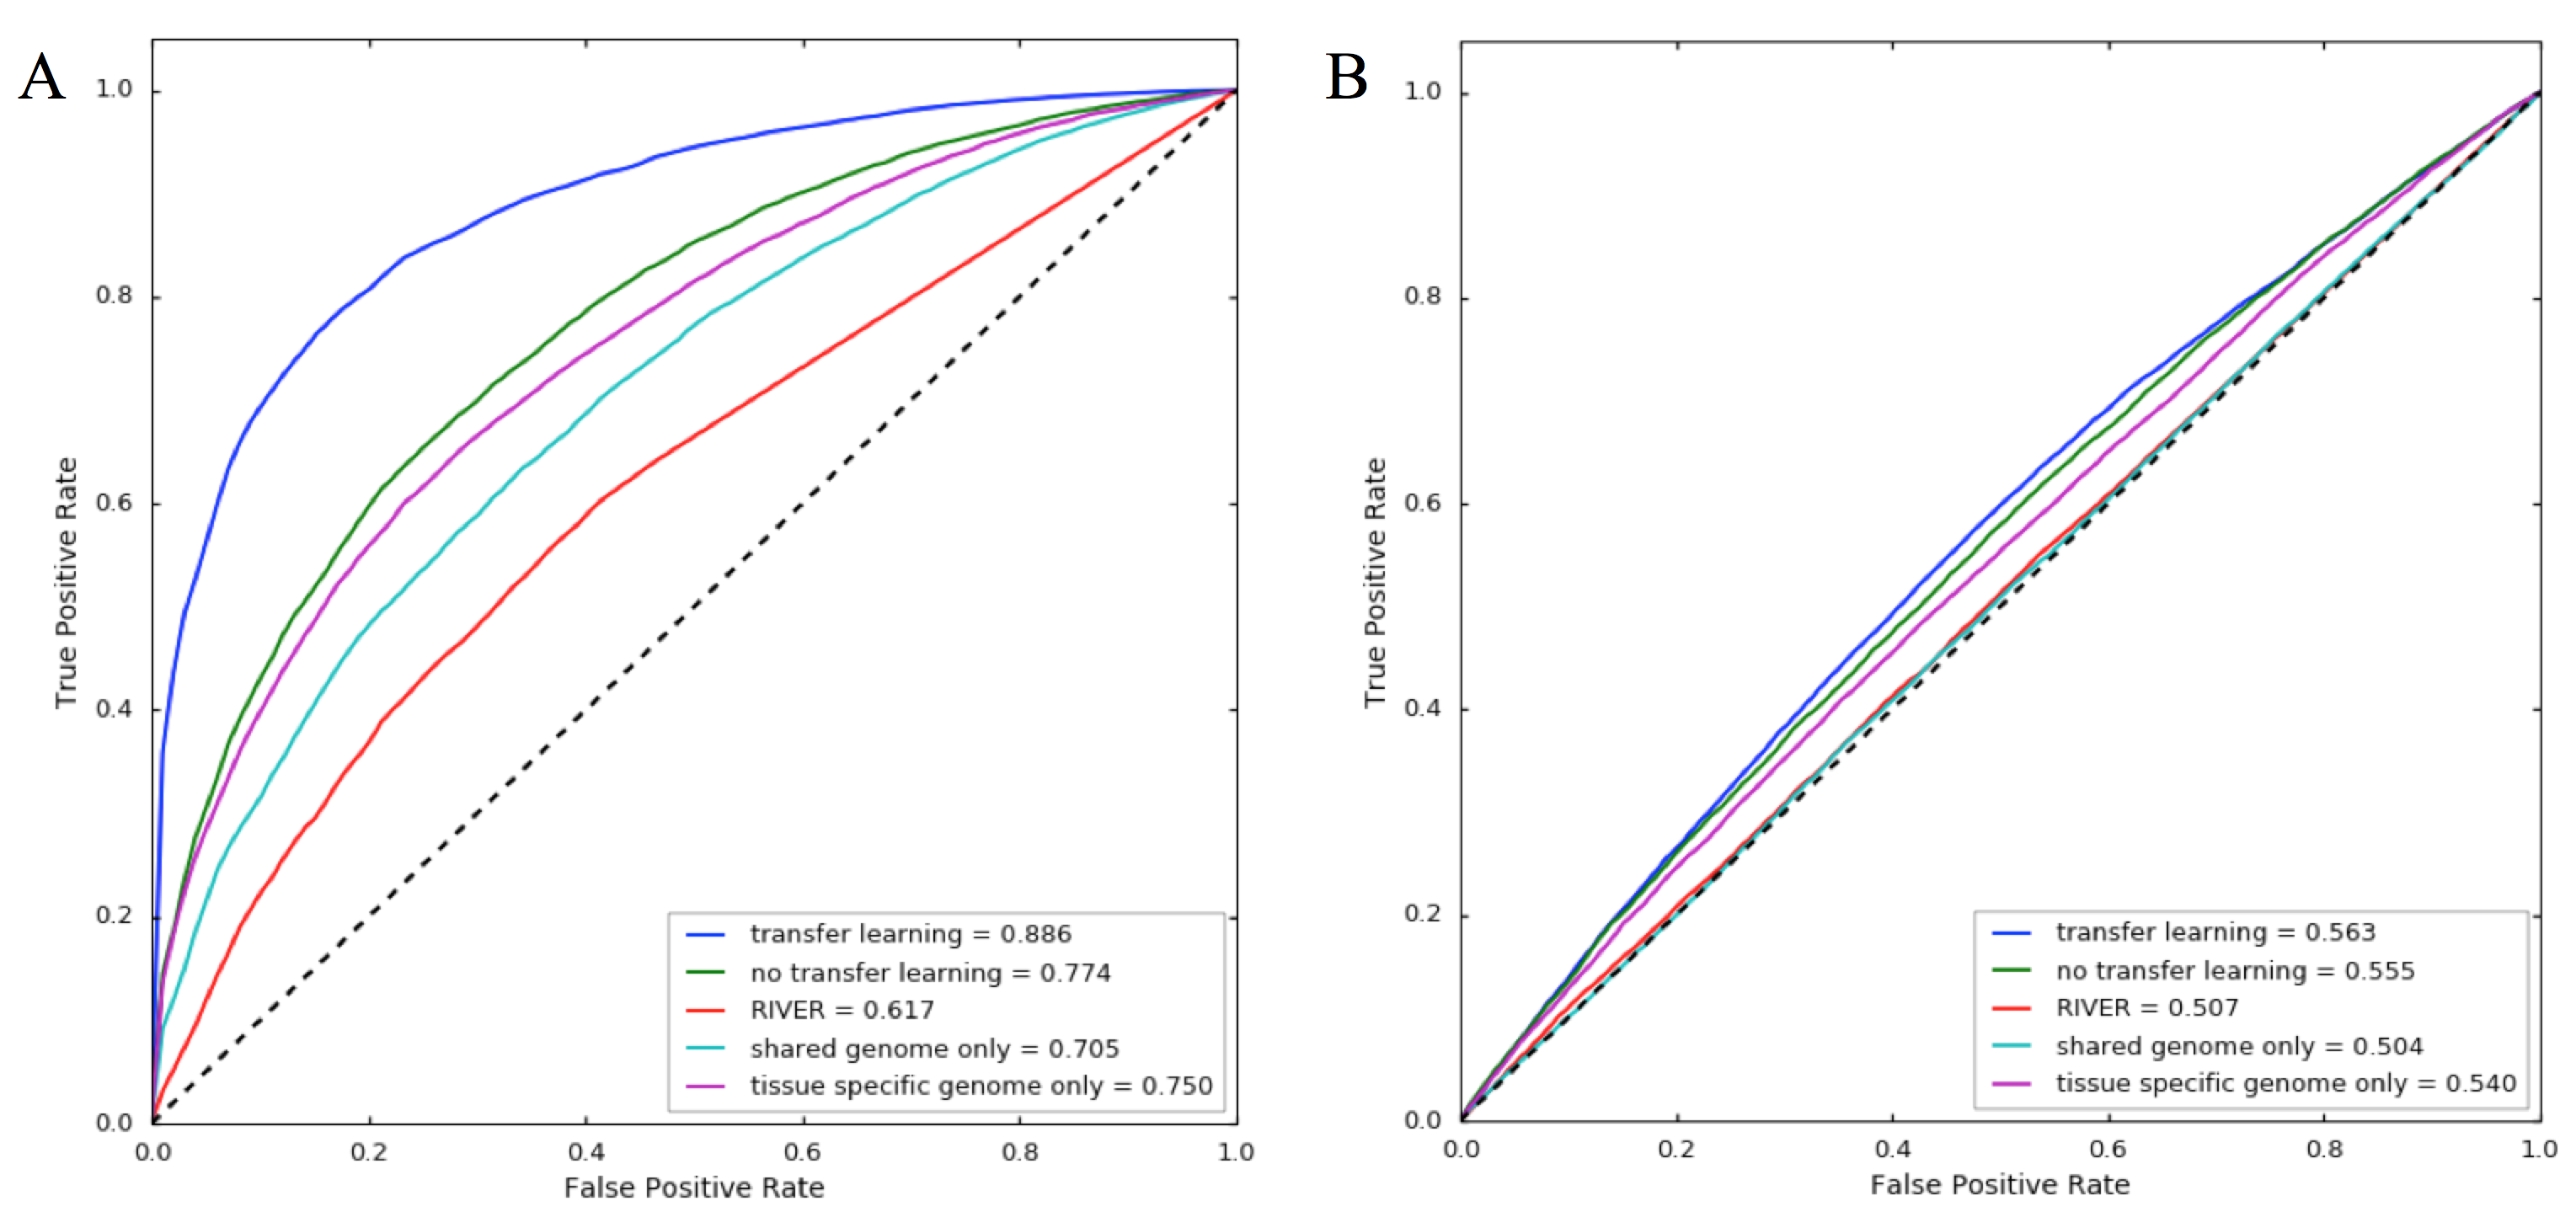 A
1.0
0.8
0.6
0.4
0.2
0.0
True Positive Rate
0.0 0.2 0.4 0.6 0.8 1.0
False Positive Rate
transfer learning = 0.886
no transfer learning = 0.774
RIVER = 0.617
shared genome only = 0.705
tissue specific genome only = 0.750
B
1.0
0.8
0.6
0.4
0.2
0.0
True Positive Rate
0.0 0.2 0.4 0.6 0.8 1.0
False Positive Rate
transfer learning = 0.563
no transfer learning = 0.555
RIVER = 0.507
shared genome only = 0.504
tissue specific genome only = 0.540